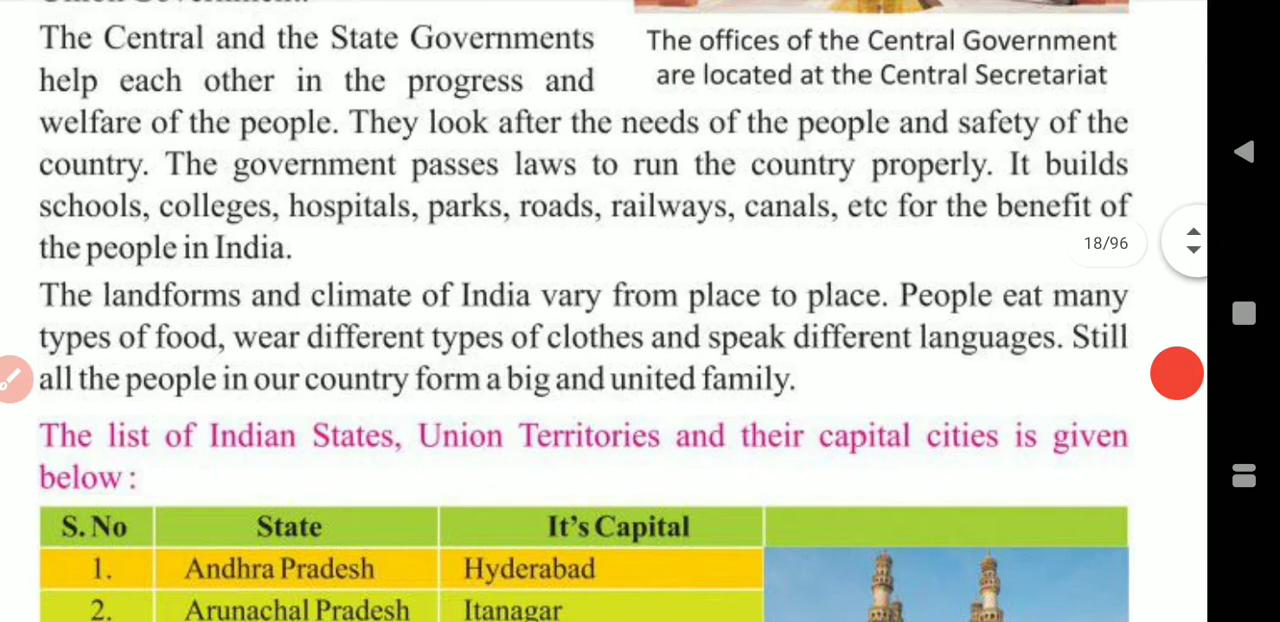 The Central and the State Governments
help each other in the progress and
The offices of the Central Government
are located at the Central Secretariat
welfare of the people. They look after the needs of the people and safety of the
country. The government passes laws to run the country properly. It builds
schools, colleges, hospitals, parks, roads, railways, canals, etc for the benefit of
the people in India.
18/96
The landforms and climate of India vary from place to place. People eat many
types of food, wear different types of clothes and speak different languages. Still
all the people in our country form a big and united family.
The list of Indian States, Union Territories and their capital cities is given
below :
S. No State It's Capital
1. Andhra Pradesh Hyderabad
2. Arunachal Pradesh Itanagar